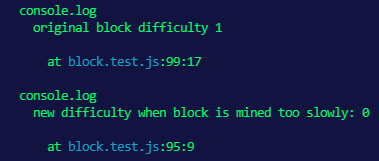 console.log
original block difficulty 1
at block.test.js:99:17
console.log
new difficulty when block is mined too slowly: 0
at block.test.js:95:9